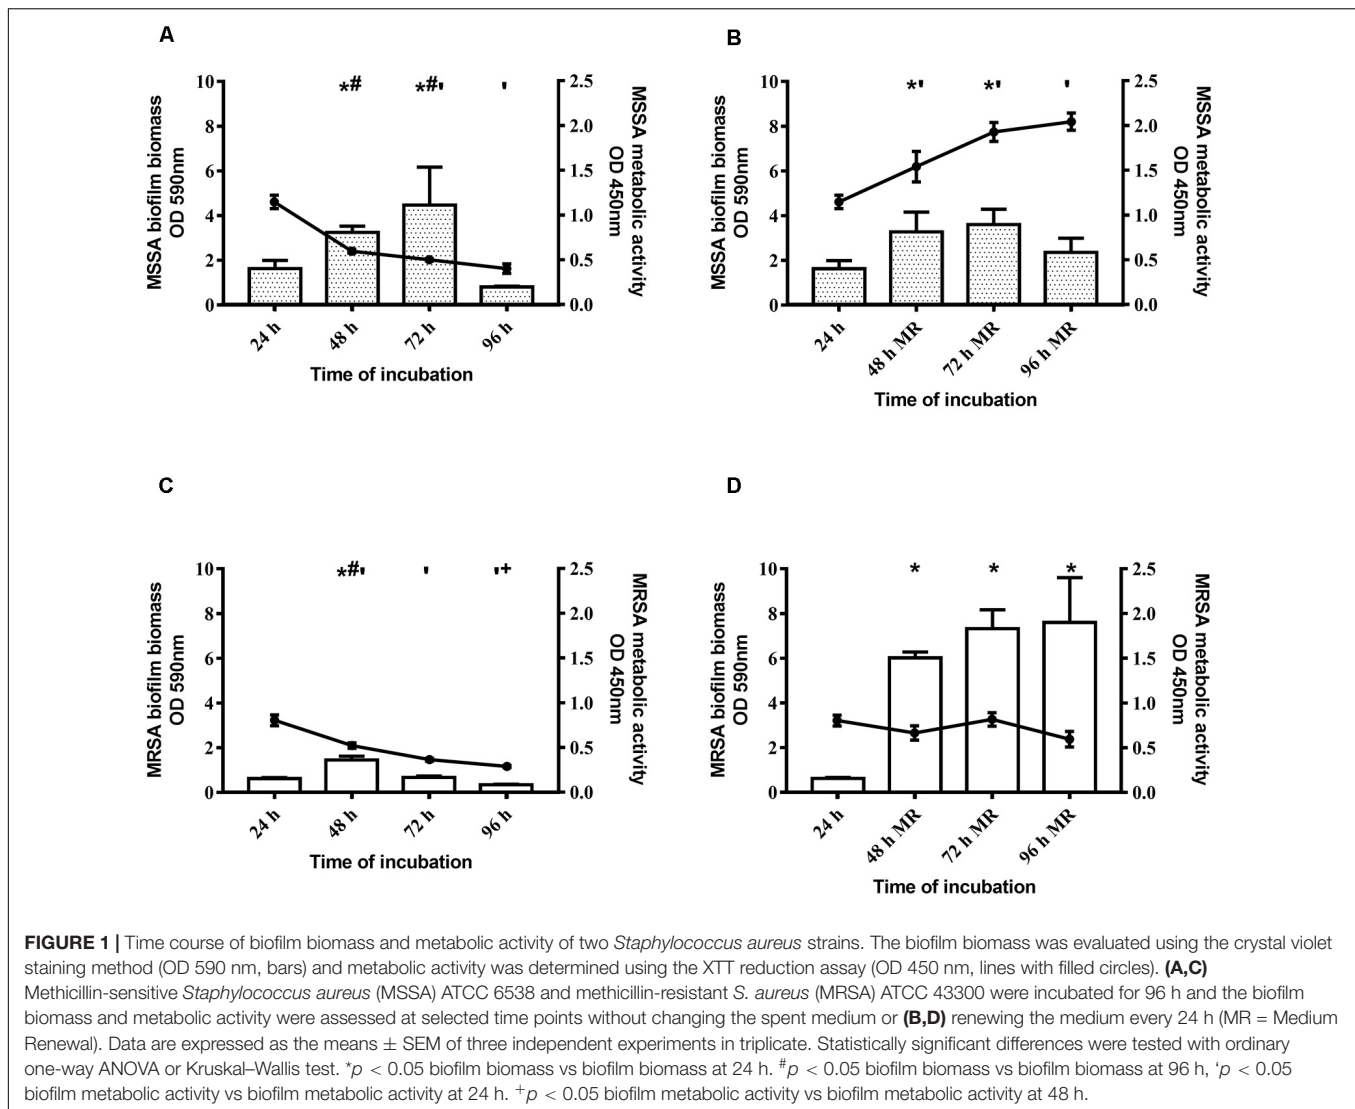 A
*# *#' '
10 8 6 4 2 0
MSSA biofilm biomass
OD 590nm
2.5 2.0 1.5 1.0 0.5 0.0
MSSA metabolic activity
OD 450nm
24 h 48 h 72 h 96 h
Time of incubation
B
*' *' '
10 8 6 4 2 0
MSSA biofilm biomass
OD 590nm
2.5 2.0 1.5 1.0 0.5 0.0
MSSA metabolic activity
OD 450nm
24 h 48 h MR 72 h MR 96 h MR
Time of incubation
C
*#' ' '+
10 8 6 4 2 0
MRSA biofilm biomass
OD 590nm
2.5 2.0 1.5 1.0 0.5 0.0
MRSA metabolic activity
OD 450nm
24 h 48 h 72 h 96 h
Time of incubation
D
* * *
10 8 6 4 2 0
MRSA biofilm biomass
OD 590nm
2.5 2.0 1.5 1.0 0.5 0.0
MRSA metabolic activity
OD 450nm
24 h 48 h MR 72 h MR 96 h MR
Time of incubation
FIGURE 1 | Time course of biofilm biomass and metabolic activity of two Staphylococcus aureus strains. The biofilm biomass was evaluated using the crystal violet
staining method (OD 590 nm, bars) and metabolic activity was determined using the XTT reduction assay (OD 450 nm, lines with filled circles). (A,C)
Methicillin-sensitive Staphylococcus aureus (MSSA) ATCC 6538 and methicillin-resistant S. aureus (MRSA) ATCC 43300 were incubated for 96 h and the biofilm
biomass and metabolic activity were assessed at selected time points without changing the spent medium or (B,D) renewing the medium every 24 h (MR = Medium
Renewal). Data are expressed as the means ± SEM of three independent experiments in triplicate. Statistically significant differences were tested with ordinary
one-way ANOVA or Kruskal–Wallis test. *p < 0.05 biofilm biomass vs biofilm biomass at 24 h. #p < 0.05 biofilm biomass vs biofilm biomass at 96 h, ‘p < 0.05
biofilm metabolic activity vs biofilm metabolic activity at 24 h. +p < 0.05 biofilm metabolic activity vs biofilm metabolic activity at 48 h.